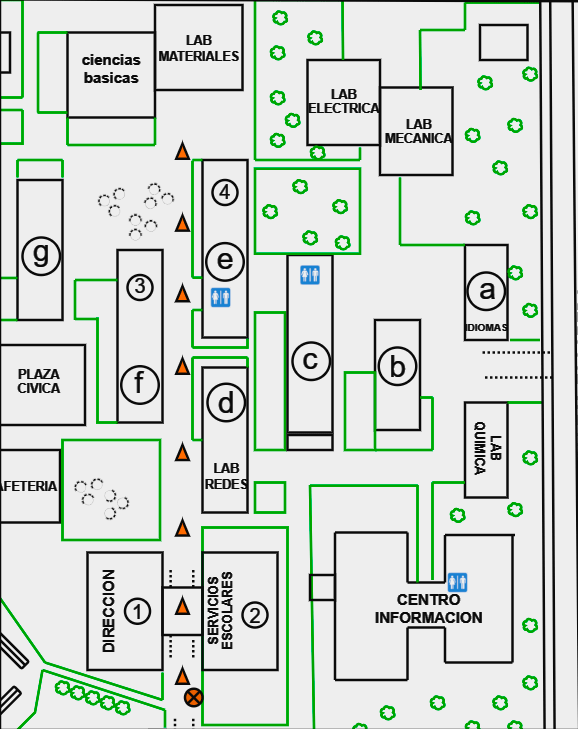 ciencias
basicas
LAB
MATERIALES
LAB
ELECTRICA
LAB
MECANICA
4
g
e
3
a
IDIOMAS
PLAZA
CIVICA
f
c
b
d
LAB
REDES
LAB
QUIMICA
AFETERIA
DIRECCION
1
SERVICIOS
ESCOLARES
2
CENTRO
INFORMACION